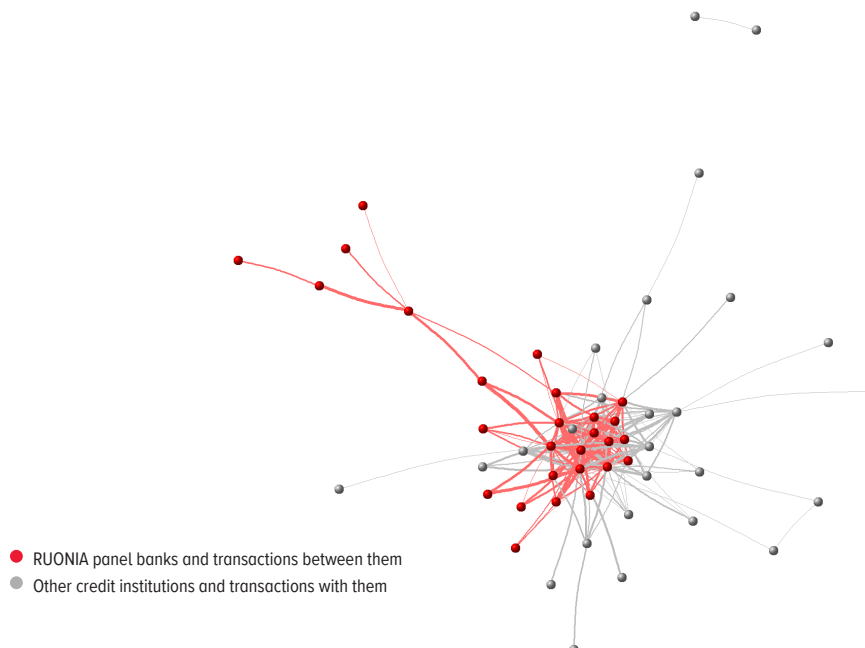 RUONIA panel banks and transactions between them
Other credit institutions and transactions with them